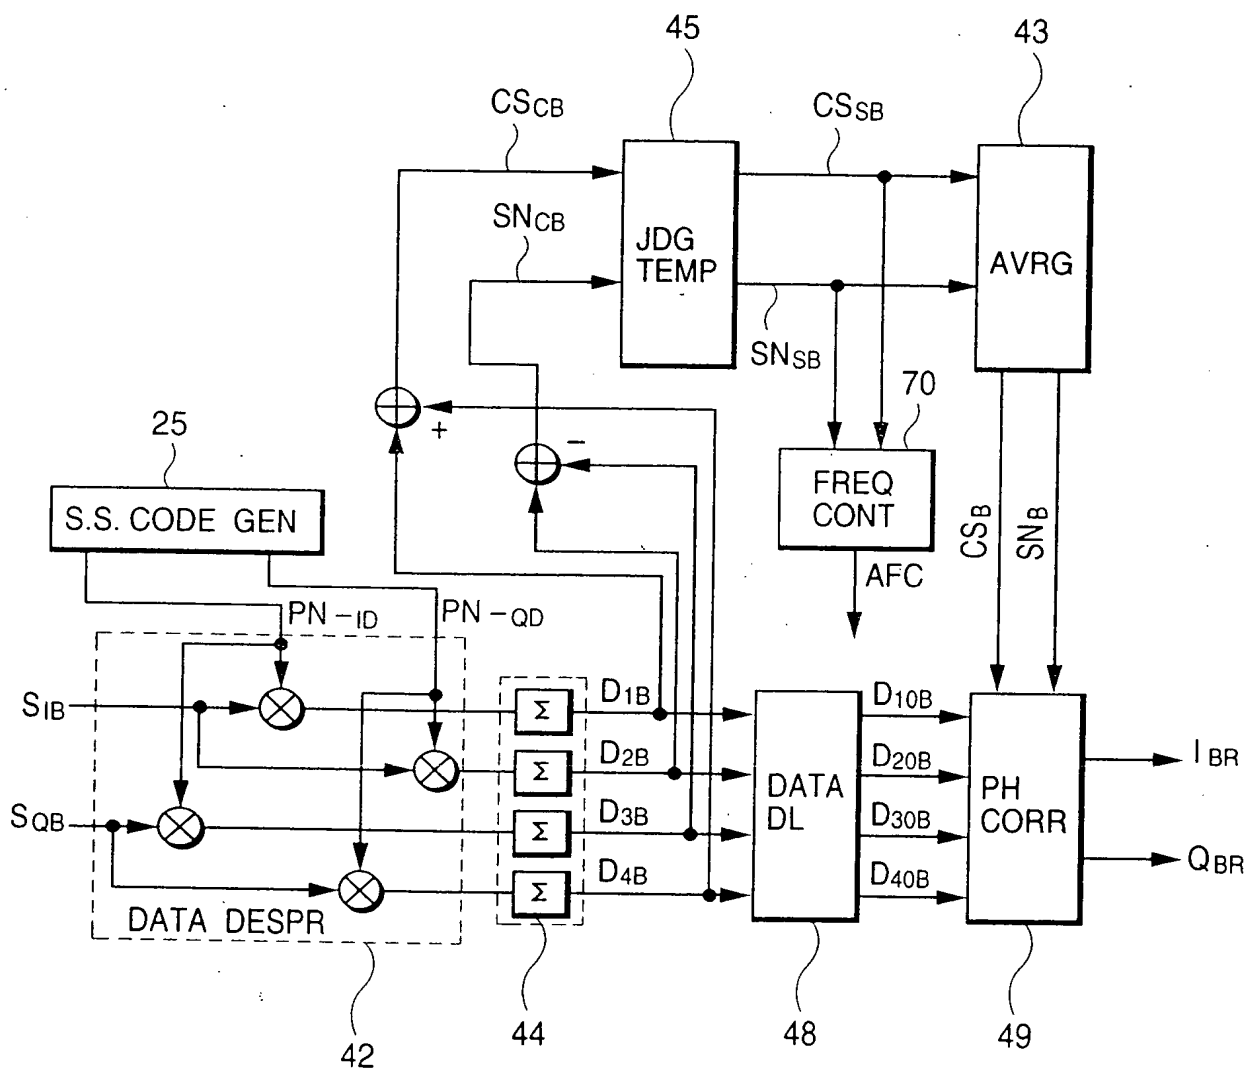 45
43
CSCB
CSSB
SNCB
JDG
TEMP
AVRG
SNSB
70
25
+
−
FREQ
CONT
S.S. CODE GEN
CSB
SNB
AFC
PN-ID
PN-QD
SIB
Σ
D1B
D10B
IBR
Σ
D2B
DATA
DL
D20B
PH
CORR
SQB
Σ
D3B
D30B
QBR
Σ
D4B
D40B
DATA DESPR
42
44
48
49